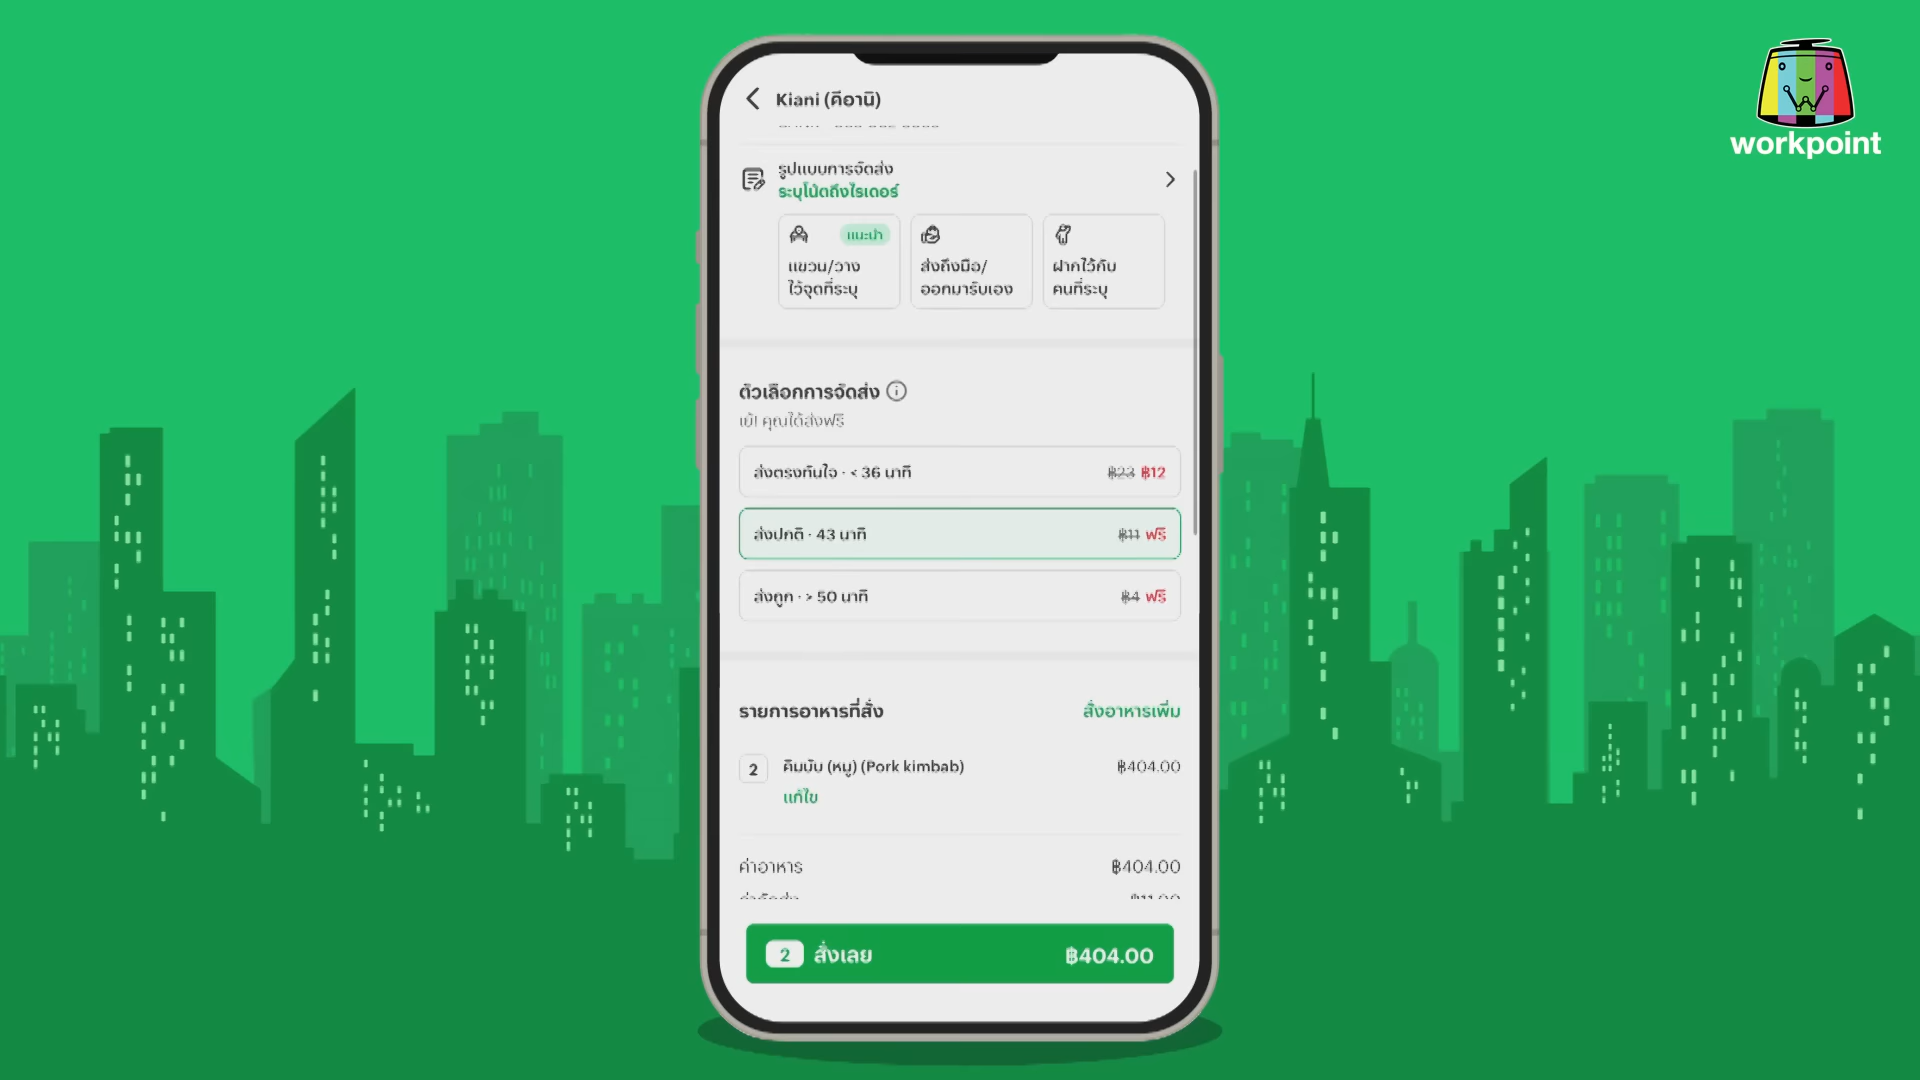 workpoint
Kiani (คีอานิ)
รูปแบบการจัดส่ง
ระบุโน้ตถึงไรเดอร์
แนะนำ
แขวน/วาง
ไว้จุดที่ระบุ
ส่งถึงมือ/
ออกมารับเอง
ฝากไว้กับ
คนที่ระบุ
ตัวเลือกการจัดส่ง
เย้! คุณได้ส่งฟรี
ส่งตรงทันใจ · < 36 นาที ฿23 ฿12
ส่งปกติ · 43 นาที ฿11 ฟรี
ส่งถูก · > 50 นาที ฿4 ฟรี
รายการอาหารที่สั่ง สั่งอาหารเพิ่ม
2 คิมบับ (หมู) (Pork kimbab) ฿404.00
แก้ไข
ค่าอาหาร ฿404.00
2 สั่งเลย ฿404.00